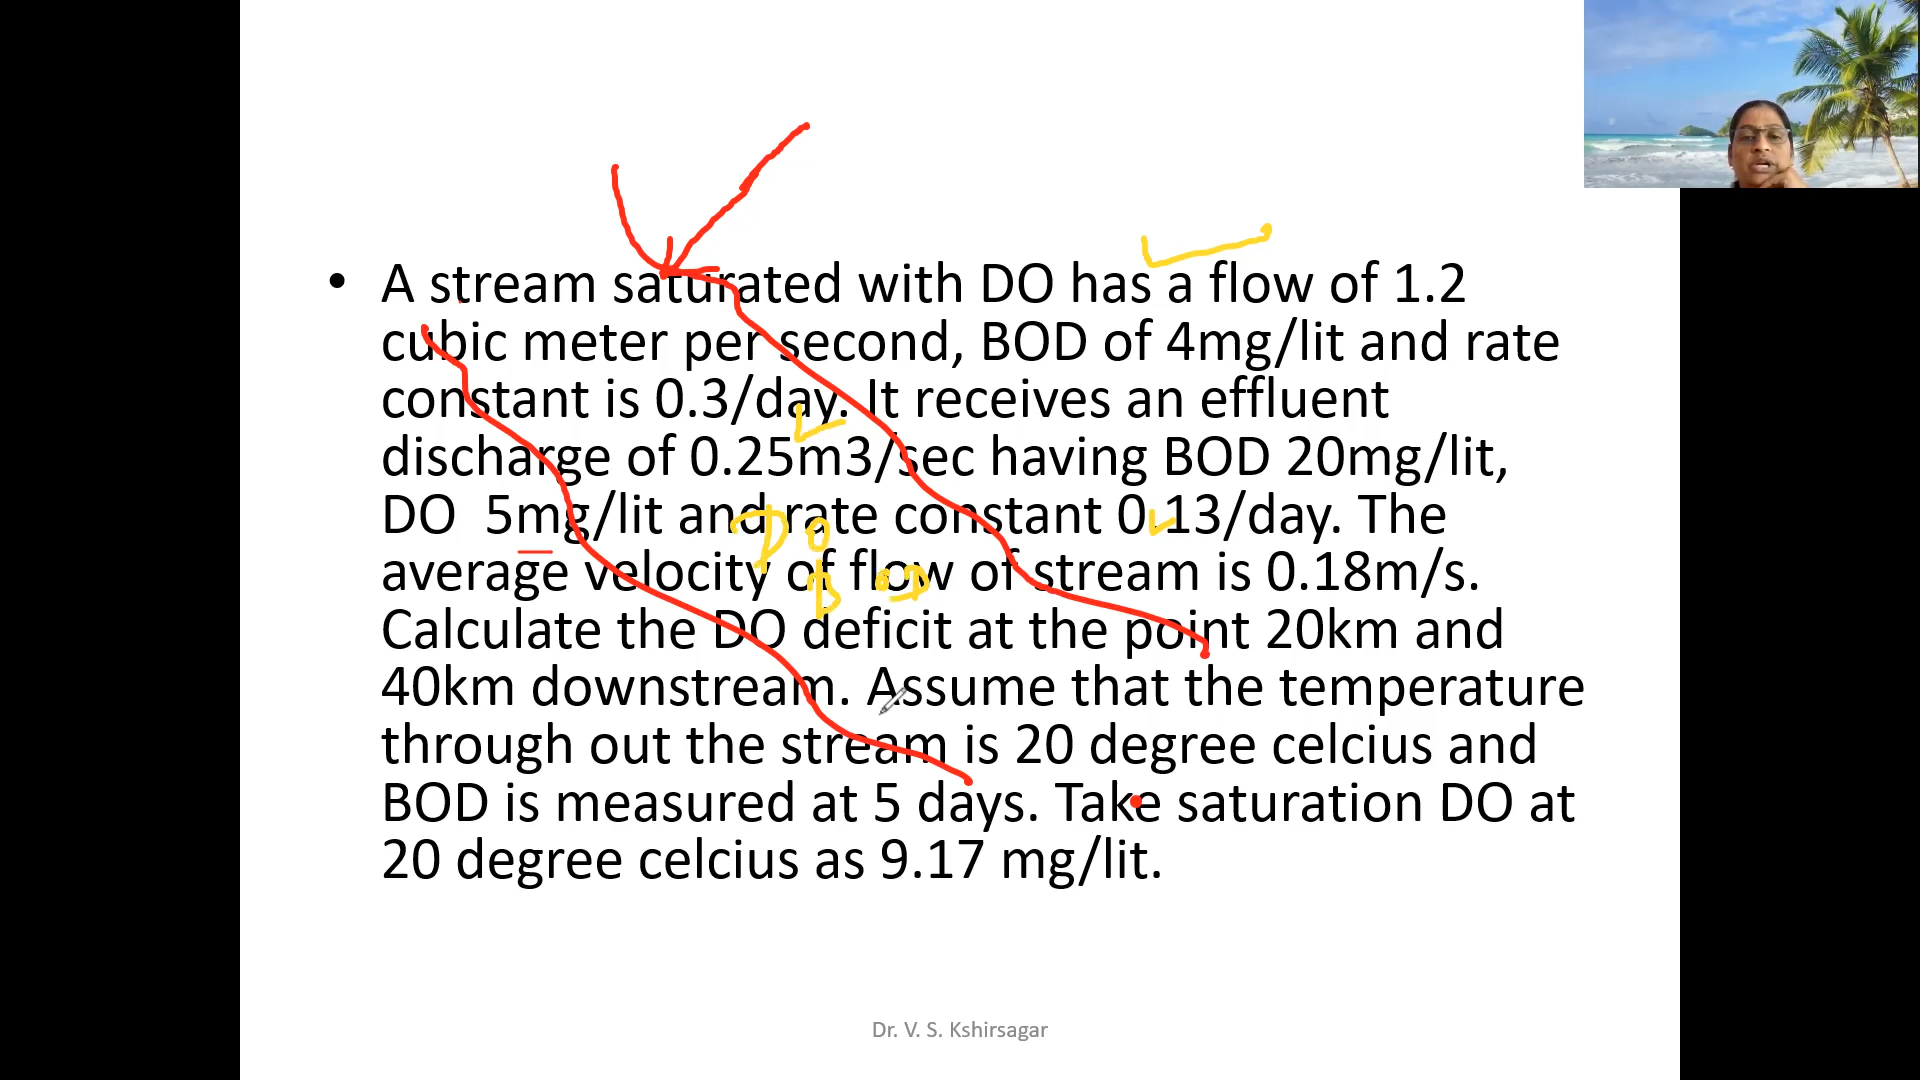 • A stream saturated with DO has a flow of 1.2
cubic meter per second, BOD of 4mg/lit and rate
constant is 0.3/day. It receives an effluent
discharge of 0.25m3/sec having BOD 20mg/lit,
DO 5mg/lit and rate constant 0.13/day. The
DO
average velocity of flow of stream is 0.18m/s.
BOD
Calculate the DO deficit at the point 20km and
40km downstream. Assume that the temperature
through out the stream is 20 degree celcius and
BOD is measured at 5 days. Take saturation DO at
20 degree celcius as 9.17 mg/lit.
Dr. V. S. Kshirsagar